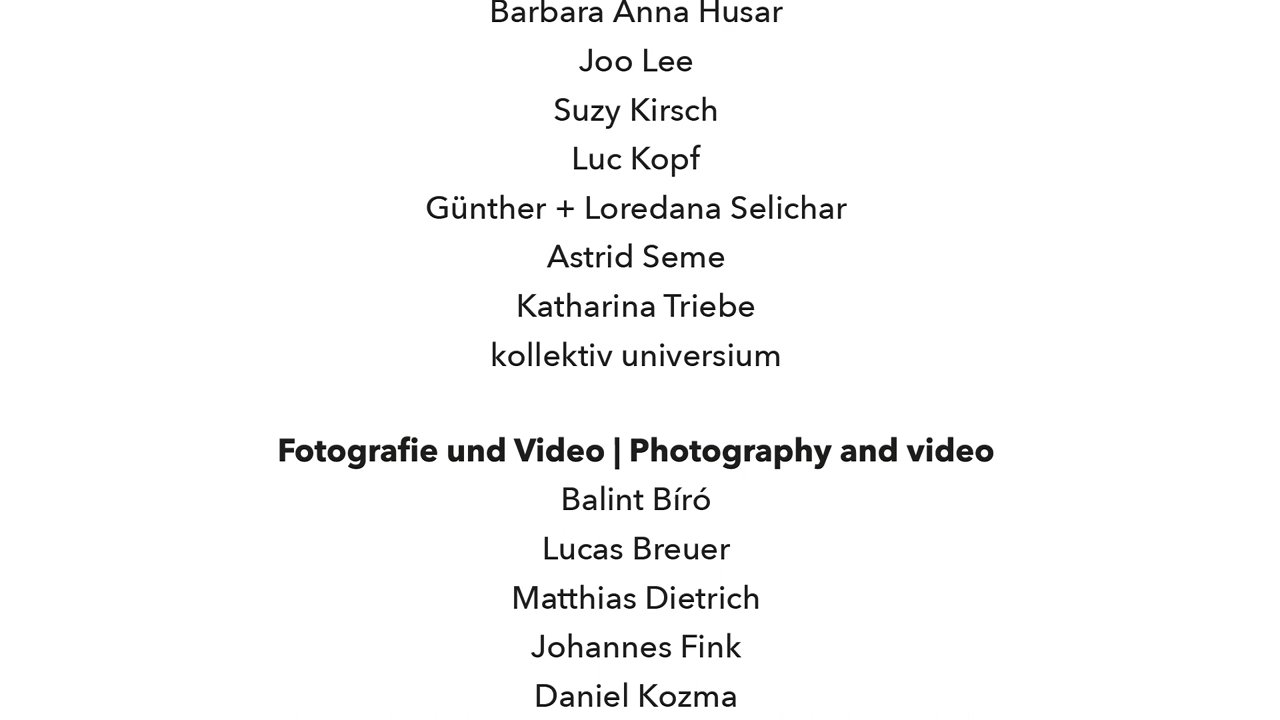 Barbara Anna Husar
Joo Lee
Suzy Kirsch
Luc Kopf
Günther + Loredana Selichar
Astrid Seme
Katharina Triebe
kollektiv universium
Fotografie und Video | Photography and video
Balint Bíró
Lucas Breuer
Matthias Dietrich
Johannes Fink
Daniel Kozma